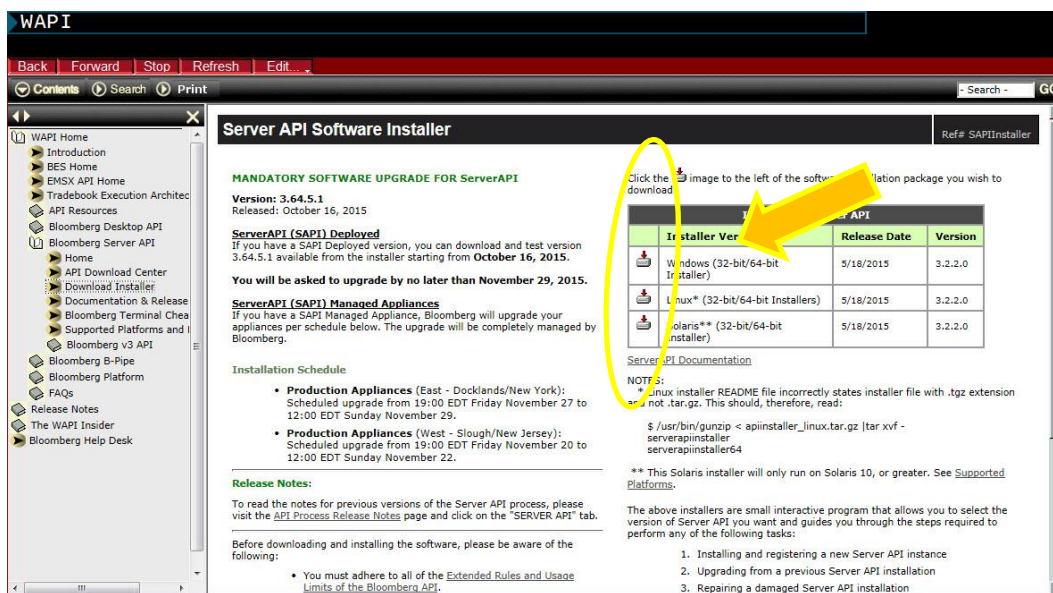 WAPI
Back Forward Stop Refresh Edit...
Contents Search Print - Search - GO
WAPI Home
Introduction
BES Home
EMSX API Home
Tradebook Execution Architec
API Resources
Bloomberg Desktop API
Bloomberg Server API
Home
API Download Center
Download Installer
Documentation & Release
Bloomberg Terminal Chea
Supported Platforms and I
Bloomberg v3 API
Bloomberg B-Pipe
Bloomberg Platform
FAQs
Release Notes
The WAPI Insider
Bloomberg Help Desk
Server API Software Installer
Ref# SAPIInstaller
MANDATORY SOFTWARE UPGRADE FOR ServerAPI
Version: 3.64.5.1
Released: October 16, 2015
ServerAPI (SAPI) Deployed
If you have a SAPI Deployed version, you can download and test version
3.64.5.1 available from the installer starting from October 16, 2015.
You will be asked to upgrade by no later than November 29, 2015.
ServerAPI (SAPI) Managed Appliances
If you have a SAPI Managed Appliance, Bloomberg will upgrade your
appliances per schedule below. The upgrade will be completely managed by
Bloomberg.
Installation Schedule
• Production Appliances (East - Docklands/New York):
Scheduled upgrade from 19:00 EDT Friday November 27 to
12:00 EDT Sunday November 29.
• Production Appliances (West - Slough/New Jersey):
Scheduled upgrade from 19:00 EDT Friday November 20 to
12:00 EDT Sunday November 22.
Release Notes:
To read the notes for previous versions of the Server API process, please
visit the API Process Release Notes page and click on the "SERVER API" tab.
Before downloading and installing the software, please be aware of the
following:
• You must adhere to all of the Extended Rules and Usage
Limits of the Bloomberg API.
Click the image to the left of the package you wish to
download
API
Installer Release Date Version
Windows (32-bit/64-bit
Installer) 5/18/2015 3.2.2.0
Linux* (32-bit/64-bit Installers) 5/18/2015 3.2.2.0
Solaris** (32-bit/64-bit
Installer) 5/18/2015 3.2.2.0
ServerAPI Documentation
NOTES:
* Linux installer README file incorrectly states installer file with .tgz extension
and not .tar.gz. This should, therefore, read:
$ /usr/bin/gunzip < apiinstaller_linux.tar.gz |tar xvf -
serverapiinstaller
serverapiinstaller64
** This Solaris installer will only run on Solaris 10, or greater. See Supported
Platforms.
The above installers are small interactive program that allows you to select the
version of Server API you want and guides you through the steps required to
perform any of the following tasks:
1. Installing and registering a new Server API instance
2. Upgrading from a previous Server API installation
3. Repairing a damaged Server API installation